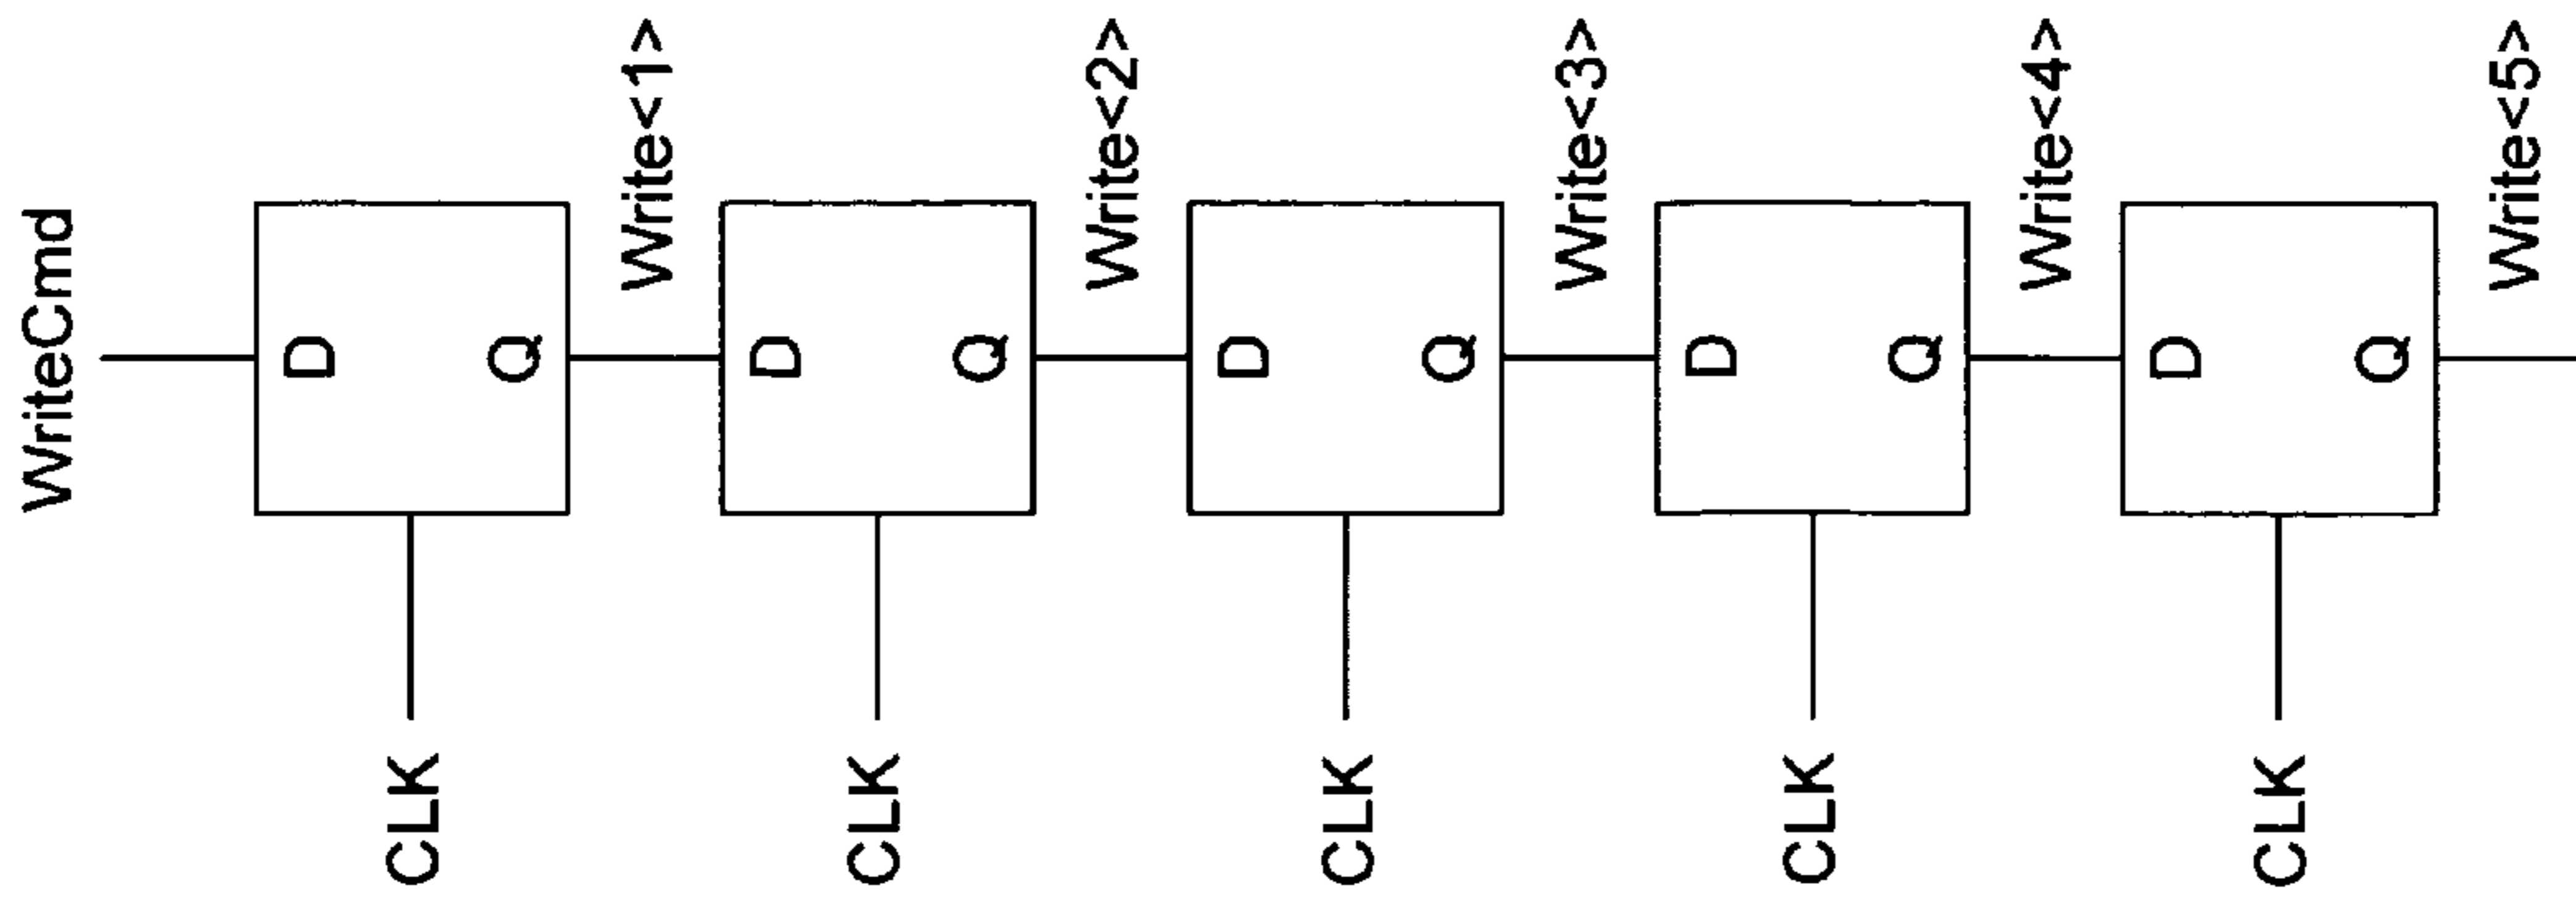 WriteCmd
D
Q
CLK
Write<1>
D
Q
CLK
Write<2>
D
Q
CLK
Write<3>
D
Q
CLK
Write<4>
D
Q
CLK
Write<5>